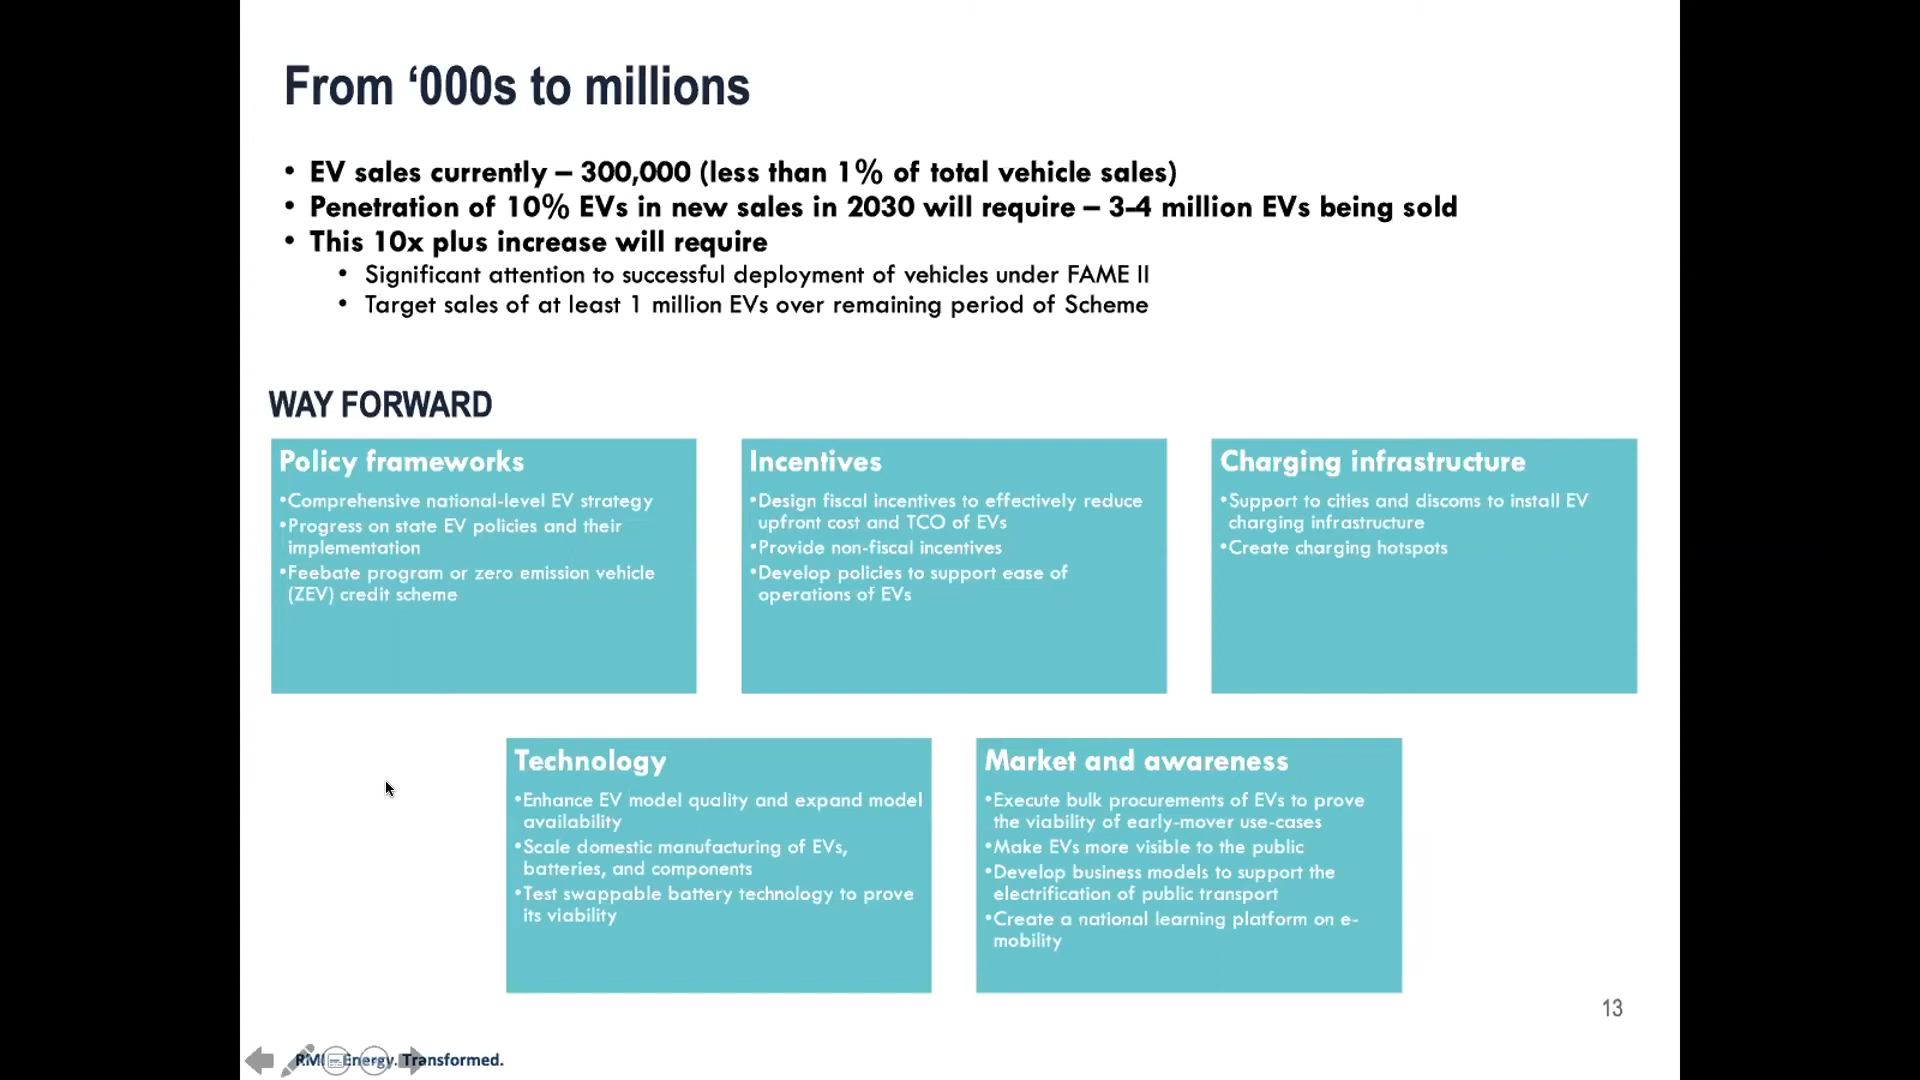 From ‘000s to millions
• EV sales currently – 300,000 (less than 1% of total vehicle sales)
• Penetration of 10% EVs in new sales in 2030 will require – 3-4 million EVs being sold
• This 10x plus increase will require
• Significant attention to successful deployment of vehicles under FAME II
• Target sales of at least 1 million EVs over remaining period of Scheme
WAY FORWARD
Policy frameworks
•Comprehensive national-level EV strategy
•Progress on state EV policies and their
implementation
•Feebate program or zero emission vehicle
(ZEV) credit scheme
Incentives
•Design fiscal incentives to effectively reduce
upfront cost and TCO of EVs
•Provide non-fiscal incentives
•Develop policies to support ease of
operations of EVs
Charging infrastructure
•Support to cities and discoms to install EV
charging infrastructure
•Create charging hotspots
Technology
•Enhance EV model quality and expand model
availability
•Scale domestic manufacturing of EVs,
batteries, and components
•Test swappable battery technology to prove
its viability
Market and awareness
•Execute bulk procurements of EVs to prove
the viability of early-mover use-cases
•Make EVs more visible to the public
•Develop business models to support the
electrification of public transport
•Create a national learning platform on e-
mobility
13
RMI Energy. Transformed.